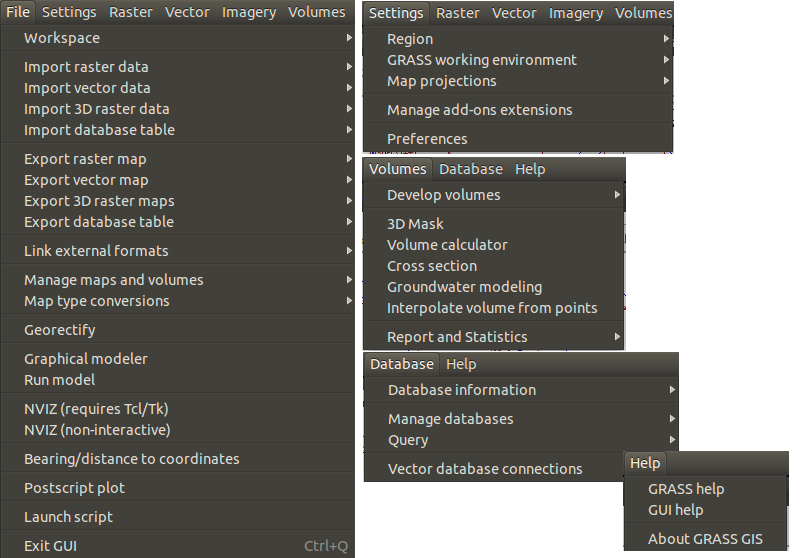 File Settings Raster Vector Imagery Volumes
Workspace
Import raster data
Import vector data
Import 3D raster data
Import database table
Export raster map
Export vector map
Export 3D raster maps
Export database table
Link external formats
Manage maps and volumes
Map type conversions
Georectify
Graphical modeler
Run model
NVIZ (requires Tcl/Tk)
NVIZ (non-interactive)
Bearing/distance to coordinates
Postscript plot
Launch script
Exit GUI Ctrl+Q
Settings Raster Vector Imagery Volumes
Region
GRASS working environment
Map projections
Manage add-ons extensions
Preferences
Volumes Database Help
Develop volumes
3D Mask
Volume calculator
Cross section
Groundwater modeling
Interpolate volume from points
Report and Statistics
Database Help
Database information
Manage databases
Query
Vector database connections
Help
GRASS help
GUI help
About GRASS GIS